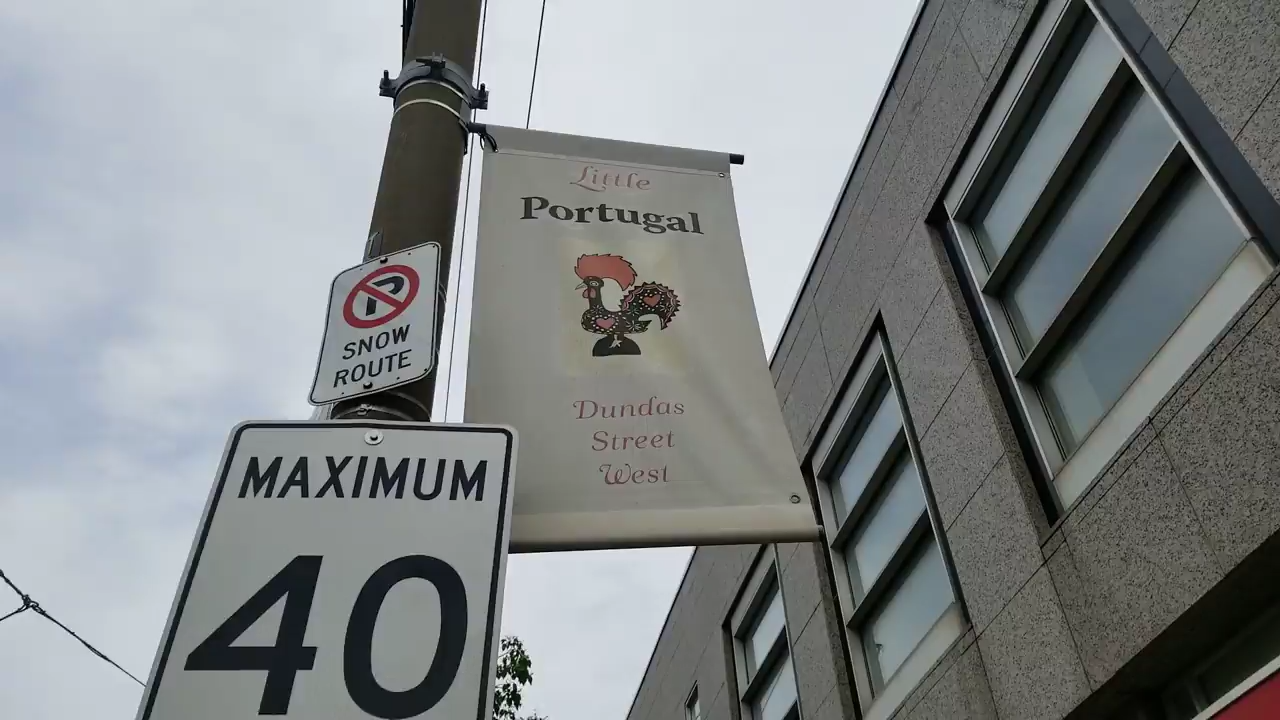 Little
Portugal
Dundas
Street
West
P
SNOW
ROUTE
MAXIMUM
40